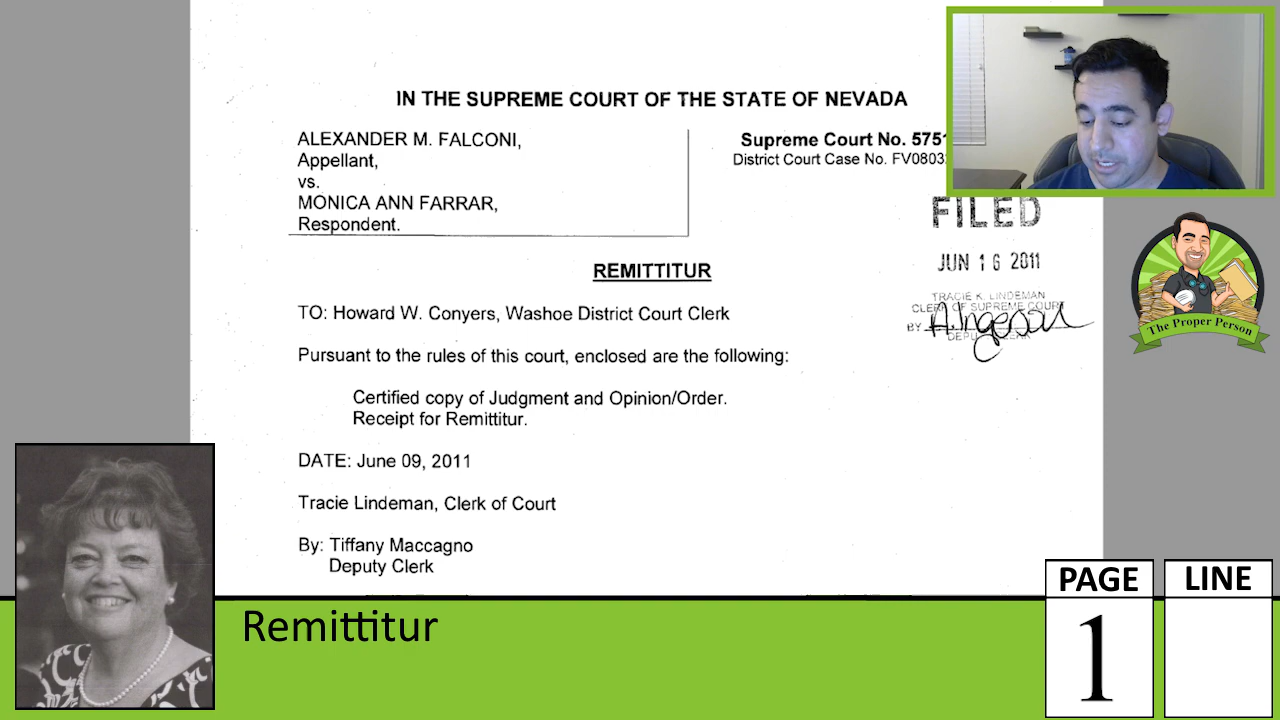 IN THE SUPREME COURT OF THE STATE OF NEVADA
ALEXANDER M. FALCONI,
Appellant,
vs.
MONICA ANN FARRAR,
Respondent.
Supreme Court No. 5751
District Court Case No. FV0803
FILED
JUN 16 2011
TRACIE K. LINDEMAN
CLERK OF SUPREME COURT
BY A. Ingersoll
DEPUTY CLERK
REMITTITUR
TO: Howard W. Conyers, Washoe District Court Clerk
Pursuant to the rules of this court, enclosed are the following:
Certified copy of Judgment and Opinion/Order.
Receipt for Remittitur.
DATE: June 09, 2011
Tracie Lindeman, Clerk of Court
By: Tiffany Maccagno
Deputy Clerk
The Proper Person
Remittitur
PAGE
1
LINE